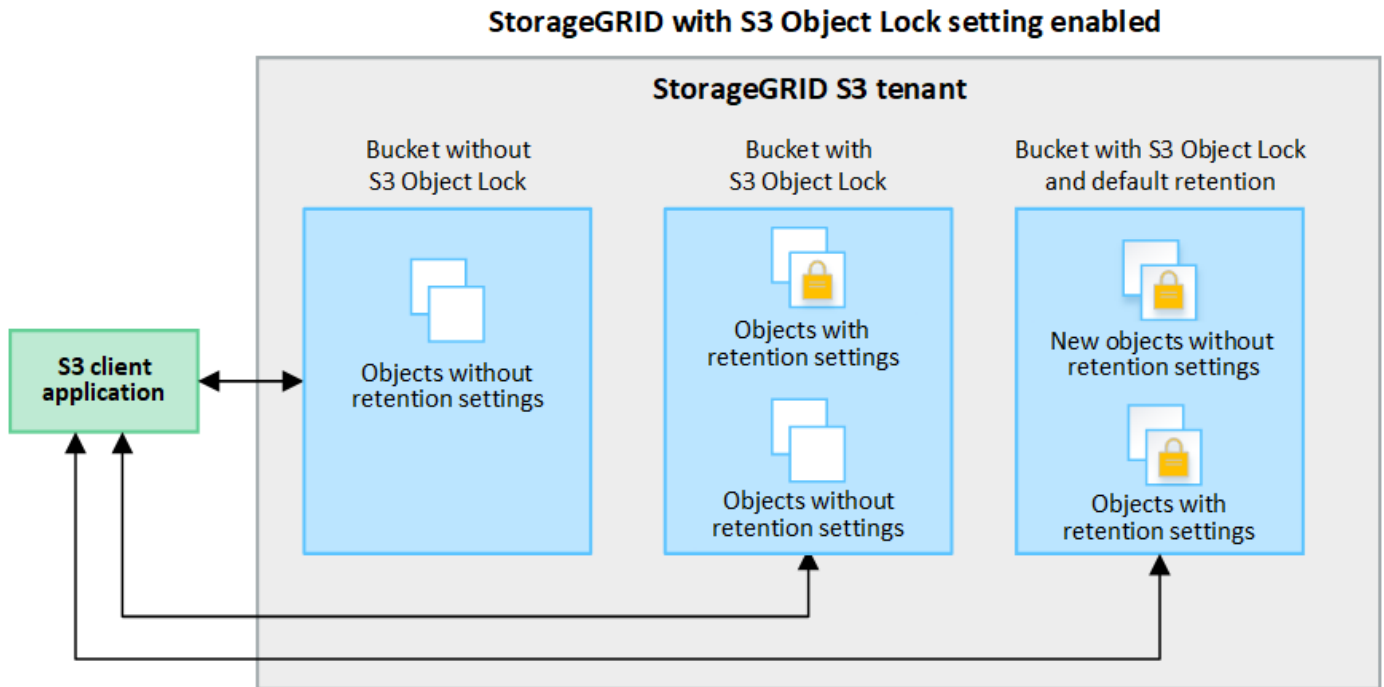 StorageGRID with S3 Object Lock setting enabled
StorageGRID S3 tenant
Bucket without
S3 Object Lock
Objects without
retention settings
Bucket with
S3 Object Lock
Objects with
retention settings
Objects without
retention settings
Bucket with S3 Object Lock
and default retention
New objects without
retention settings
Objects with
retention settings
S3 client
application